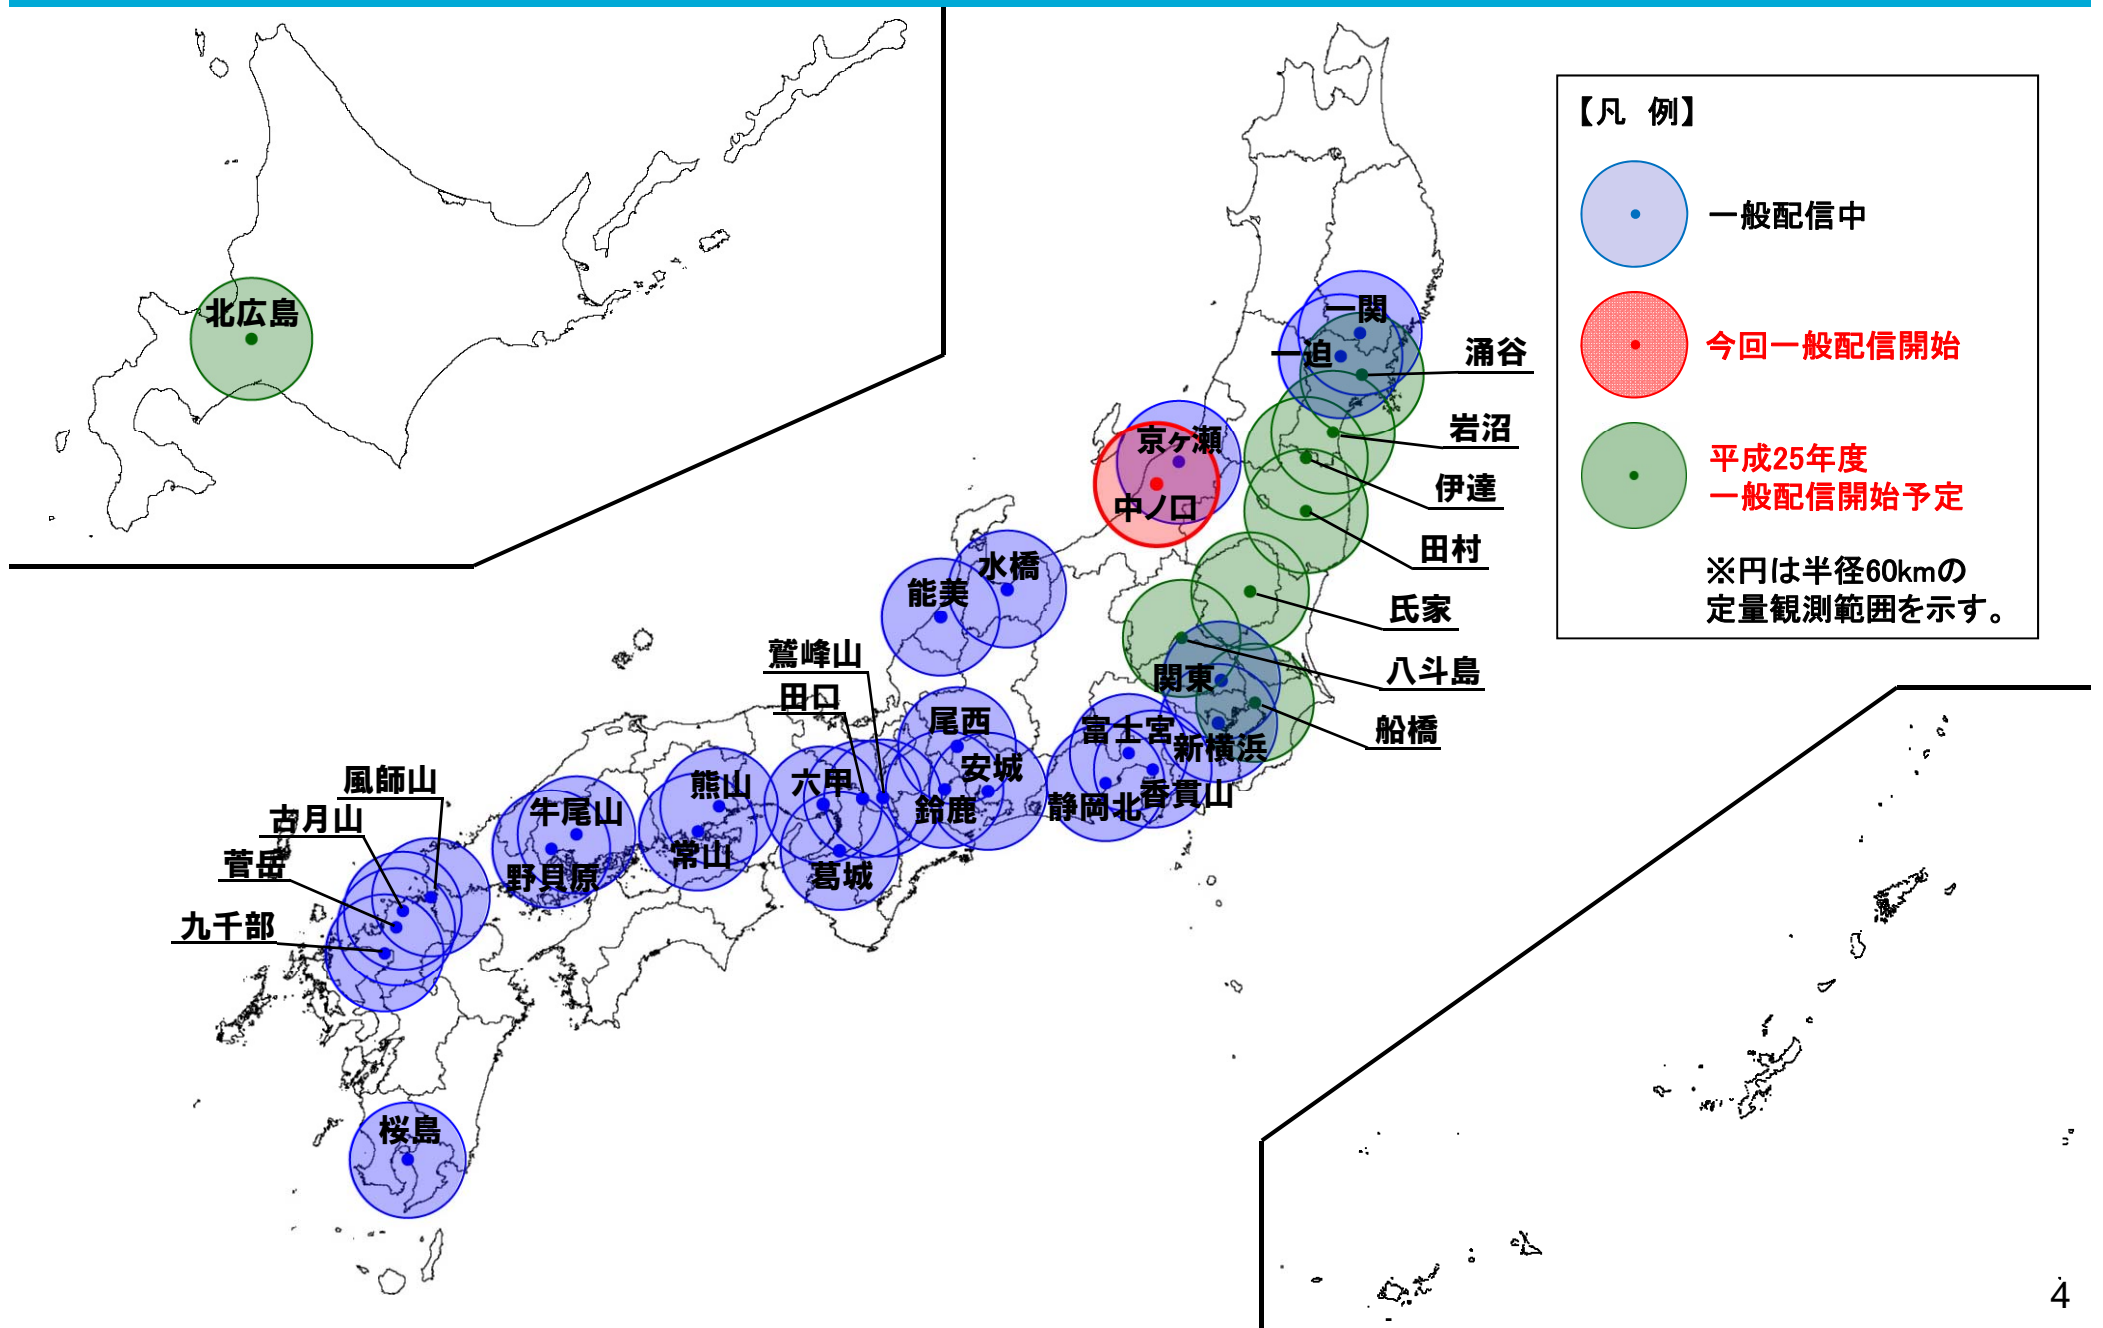 北広島
一関
一迫
涌谷
岩沼
京ヶ瀬
伊達
中ノ口
田村
水橋
能美
氏家
鷲峰山
八斗島
関東
田口
尾西
船橋
富士宮
新横浜
風師山
熊山
六甲
安城
香貫山
古月山
牛尾山
鈴鹿
静岡北
常山
菅岳
野貝原
葛城
九千部
桜島
【凡 例】
一般配信中
今回一般配信開始
平成25年度
一般配信開始予定
※円は半径60kmの
定量観測範囲を示す。
4